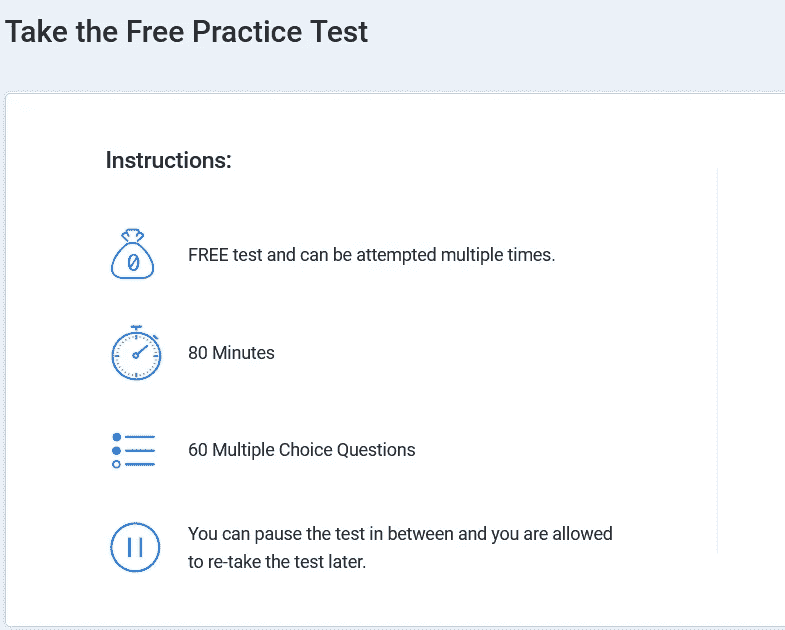 Take the Free Practice Test
Instructions:
0
FREE test and can be attempted multiple times.
80 Minutes
60 Multiple Choice Questions
You can pause the test in between and you are allowed
to re-take the test later.